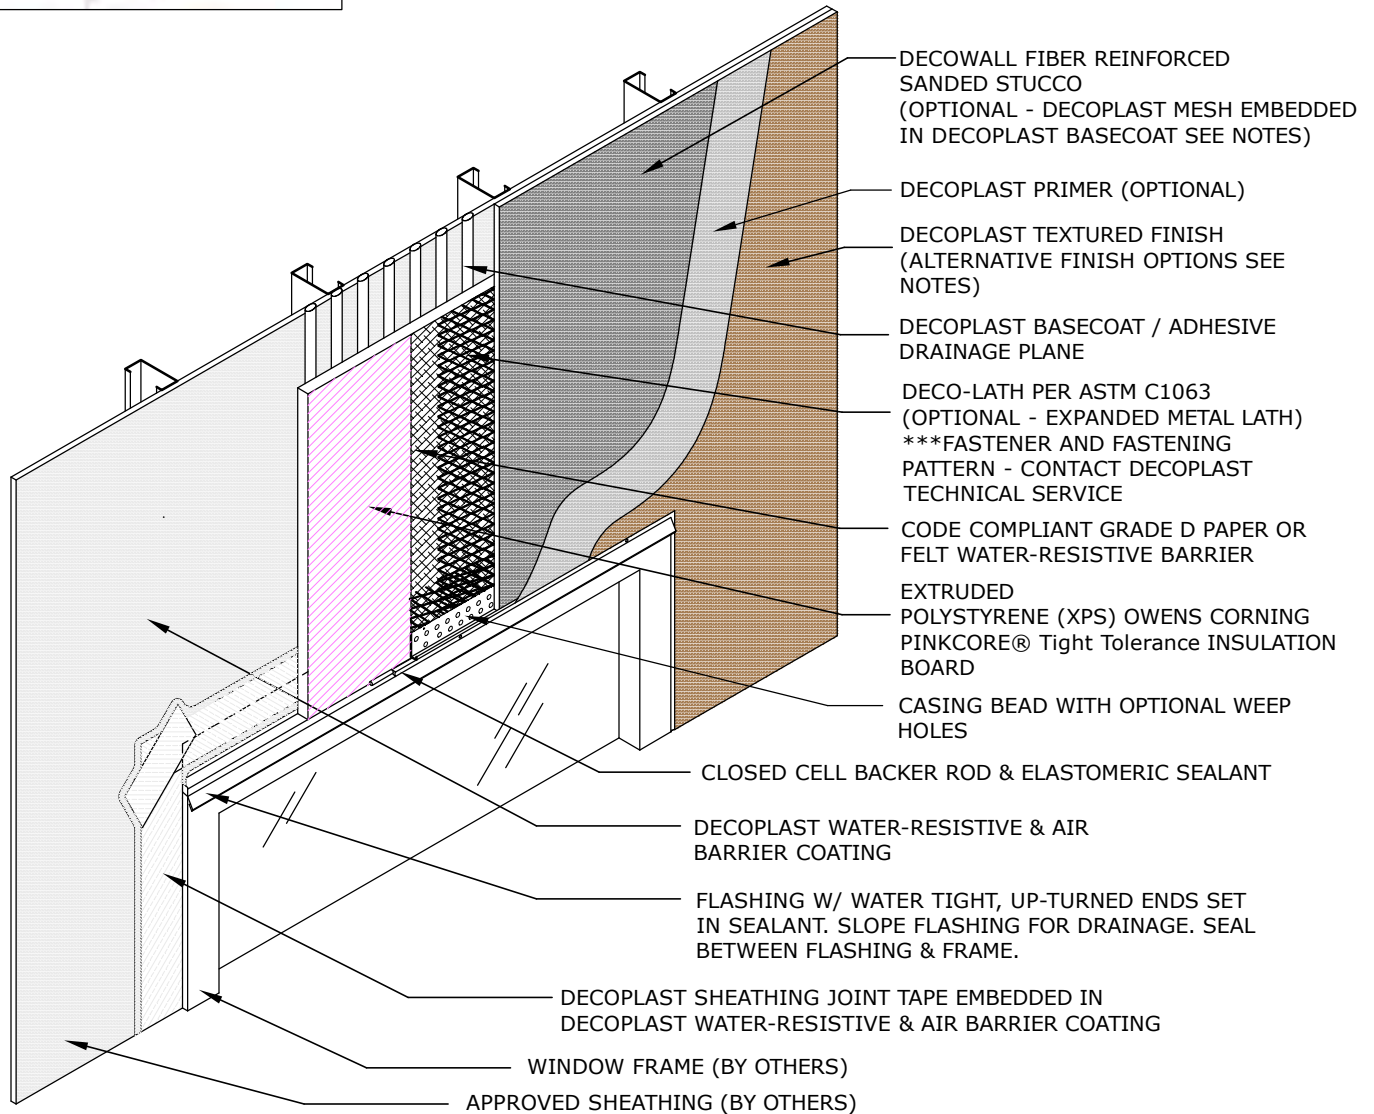 DECOWALL FIBER REINFORCED
SANDED STUCCO
(OPTIONAL - DECOPLAST MESH EMBEDDED
IN DECOPLAST BASECOAT SEE NOTES)
DECOPLAST PRIMER (OPTIONAL)
DECOPLAST TEXTURED FINISH
(ALTERNATIVE FINISH OPTIONS SEE
NOTES)
DECOPLAST BASECOAT / ADHESIVE
DRAINAGE PLANE
DECO-LATH PER ASTM C1063
(OPTIONAL - EXPANDED METAL LATH)
***FASTENER AND FASTENING
PATTERN - CONTACT DECOPLAST
TECHNICAL SERVICE
CODE COMPLIANT GRADE D PAPER OR
FELT WATER-RESISTIVE BARRIER
EXTRUDED
POLYSTYRENE (XPS) OWENS CORNING
PINKCORE® Tight Tolerance INSULATION
BOARD
CASING BEAD WITH OPTIONAL WEEP
HOLES
CLOSED CELL BACKER ROD & ELASTOMERIC SEALANT
DECOPLAST WATER-RESISTIVE & AIR
BARRIER COATING
FLASHING W/ WATER TIGHT, UP-TURNED ENDS SET
IN SEALANT. SLOPE FLASHING FOR DRAINAGE. SEAL
BETWEEN FLASHING & FRAME.
DECOPLAST SHEATHING JOINT TAPE EMBEDDED IN
DECOPLAST WATER-RESISTIVE & AIR BARRIER COATING
WINDOW FRAME (BY OTHERS)
APPROVED SHEATHING (BY OTHERS)